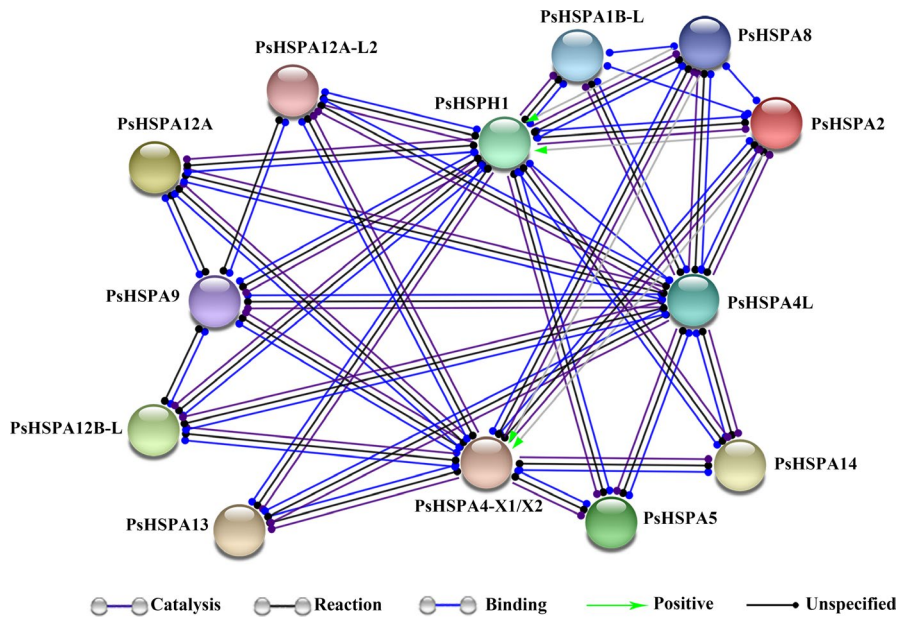 PsHSPA1B-L
PsHSPA8
PsHSPA12A-L2
PsHSPH1
PsHSPA12A
PsHSPA2
PsHSPA9
PsHSPA4L
PsHSPA12B-L
PsHSPA14
PsHSPA4-X1/X2
PsHSPA13
PsHSPA5
Catalysis Reaction Binding Positive Unspecified